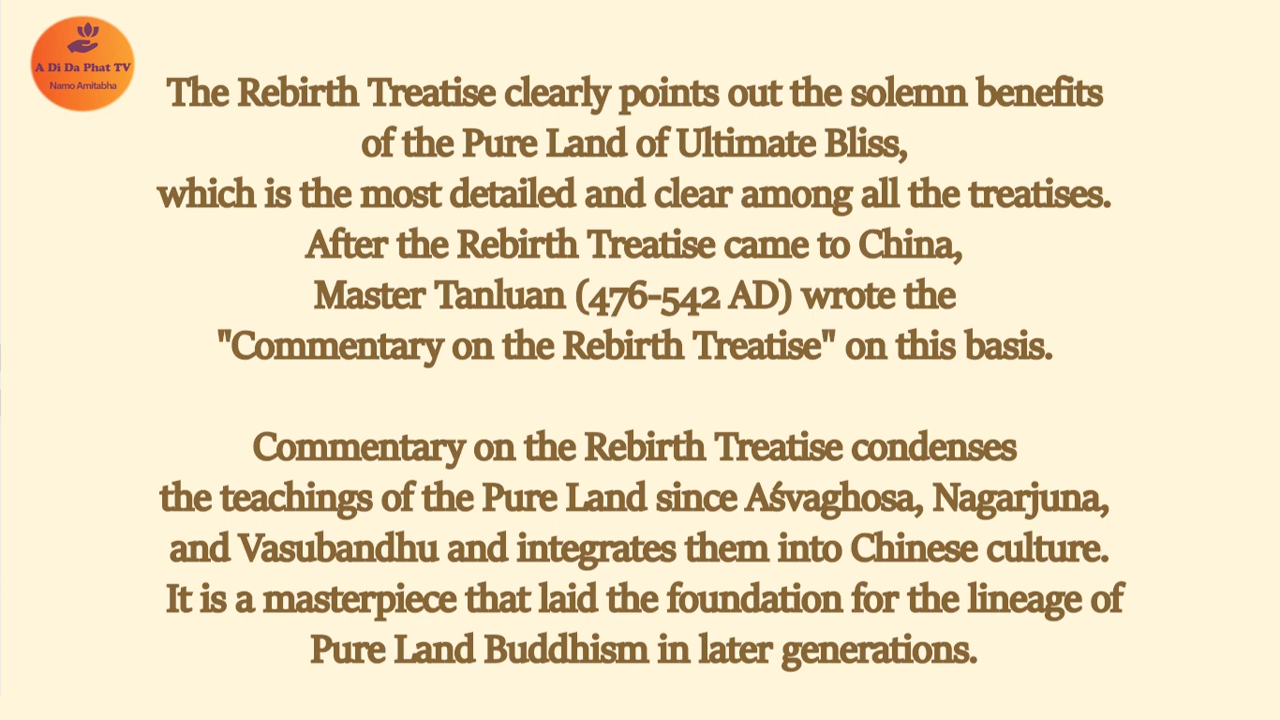 A Di Da Phat TV
Namo Amitabha
The Rebirth Treatise clearly points out the solemn benefits
of the Pure Land of Ultimate Bliss,
which is the most detailed and clear among all the treatises.
After the Rebirth Treatise came to China,
Master Tanluan (476-542 AD) wrote the
"Commentary on the Rebirth Treatise" on this basis.
Commentary on the Rebirth Treatise condenses
the teachings of the Pure Land since Aśvaghosa, Nagarjuna,
and Vasubandhu and integrates them into Chinese culture.
It is a masterpiece that laid the foundation for the lineage of
Pure Land Buddhism in later generations.